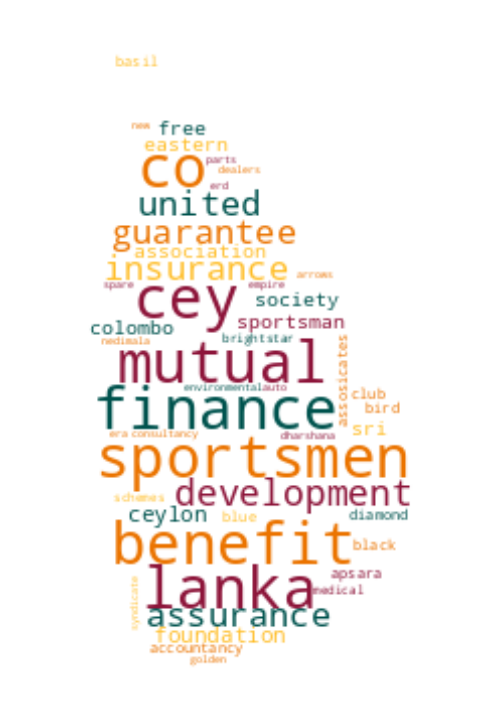 basil
new free
eastern
co parts
dealers
erd
united
guarantee
association
insurance arrows
spare empire
cey society
sportsman
colombo
brightstar
nedimala
mutual assosicates
environmental auto
finance club
bird
sri
era consultancy dharshana
sportsmen
development
schemes
ceylon blue diamond
benefit black
lanka apsara
medical
syndicate assurance
foundation
accountancy
golden